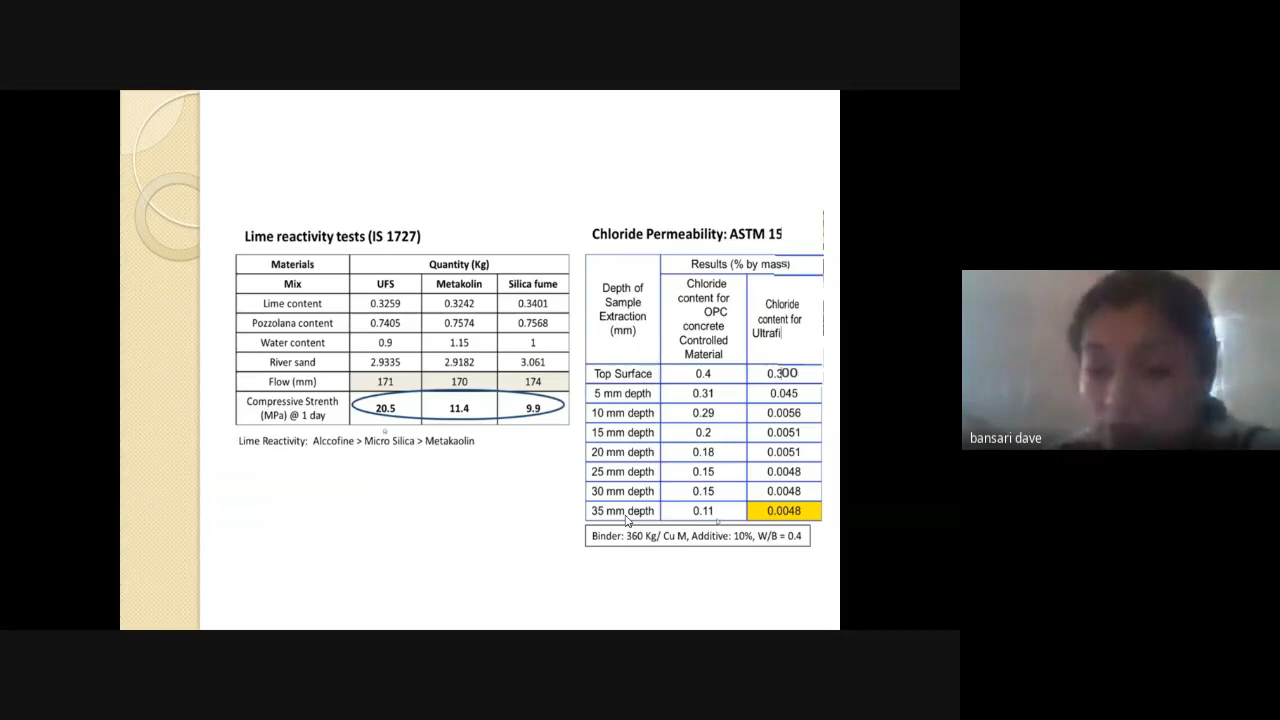 Lime reactivity tests (IS 1727)
Materials Quantity (Kg)
Mix UFS Metakolin Silica fume
Lime content 0.3259 0.3242 0.3401
Pozzolana content 0.7405 0.7574 0.7568
Water content 0.9 1.15 1
River sand 2.9335 2.9182 3.061
Flow (mm) 171 170 174
Compressive Strenth
(MPa) @ 1 day 20.5 11.4 9.9
Lime Reactivity: Alccofine > Micro Silica > Metakaolin
Chloride Permeability: ASTM 15
Results (% by mass)
Depth of
Sample
Extraction
(mm)
Chloride
content for
OPC
concrete
Controlled
Material
Chloride
content for
Ultrafi
Top Surface 0.4 0.300
5 mm depth 0.31 0.045
10 mm depth 0.29 0.0056
15 mm depth 0.2 0.0051
20 mm depth 0.18 0.0051
25 mm depth 0.15 0.0048
30 mm depth 0.15 0.0048
35 mm depth 0.11 0.0048
Binder: 360 Kg/ Cu M, Additive: 10%, W/B = 0.4
bansari dave